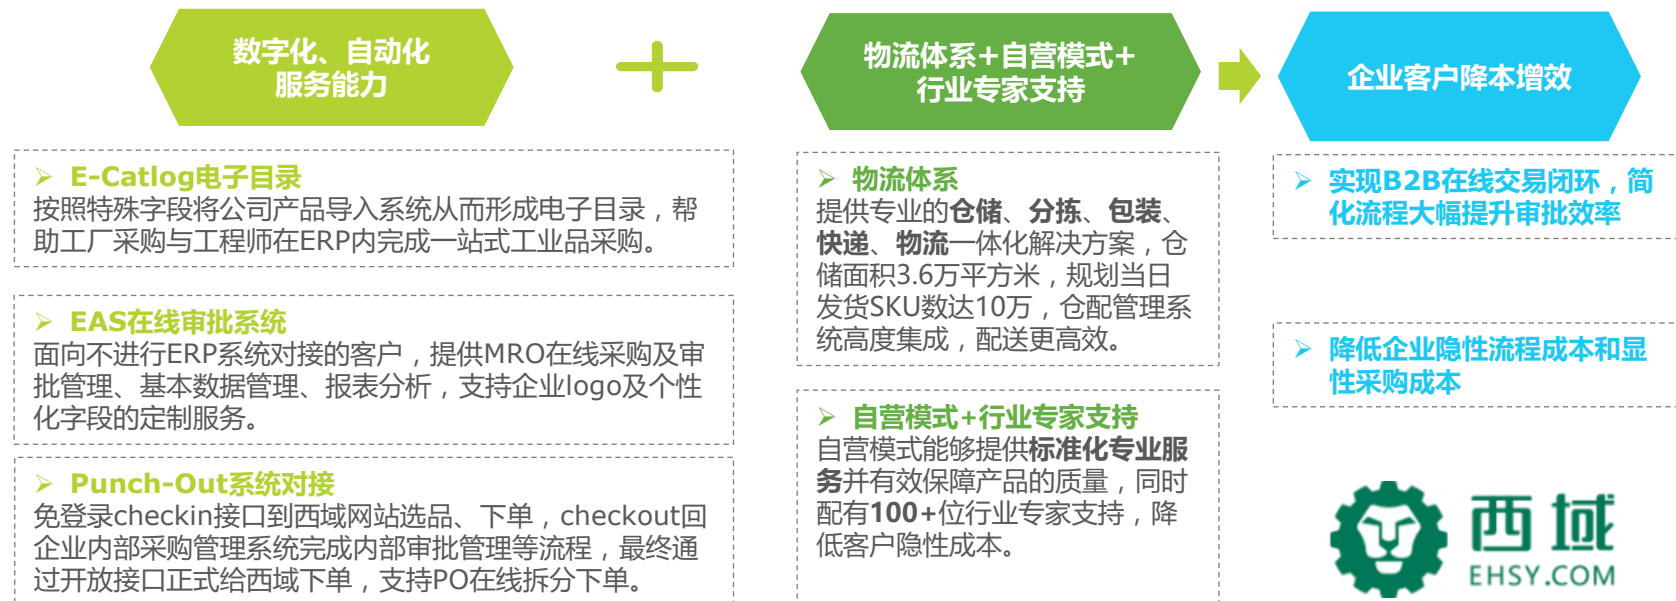 数字化、自动化
服务能力
物流体系+自营模式+
行业专家支持
企业客户降本增效
➢ E-Catlog电子目录
按照特殊字段将公司产品导入系统从而形成电子目录，帮
助工厂采购与工程师在ERP内完成一站式工业品采购。
➢ EAS在线审批系统
面向不进行ERP系统对接的客户，提供MRO在线采购及审
批管理、基本数据管理、报表分析，支持企业logo及个性
化字段的定制服务。
➢ Punch-Out系统对接
免登录checkin接口到西域网站选品、下单，checkout回
企业内部采购管理系统完成内部审批管理等流程，最终通
过开放接口正式给西域下单，支持PO在线拆分下单。
➢ 物流体系
提供专业的仓储、分拣、包装、
快递、物流一体化解决方案，仓
储面积3.6万平方米，规划当日
发货SKU数达10万，仓配管理系
统高度集成，配送更高效。
➢ 自营模式+行业专家支持
自营模式能够提供标准化专业服
务并有效保障产品的质量，同时
配有100+位行业专家支持，降
低客户隐性成本。
➢ 实现B2B在线交易闭环，简
化流程大幅提升审批效率
➢ 降低企业隐性流程成本和显
性采购成本
西域
EHSY.COM